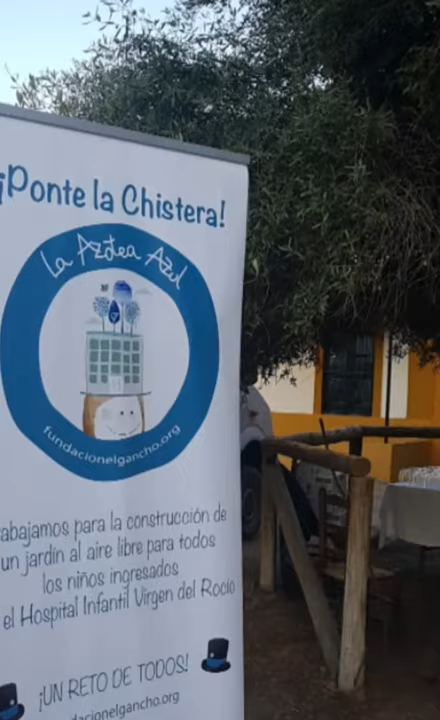 ¡Ponte la Chistera!
La Azotea Azul
fundacionelgancho.org
abajamos para la construcción de
un jardín al aire libre para todos
los niños ingresados
el Hospital Infantil Virgen del Rocío
¡UN RETO DE TODOS!
dacionelgancho.org